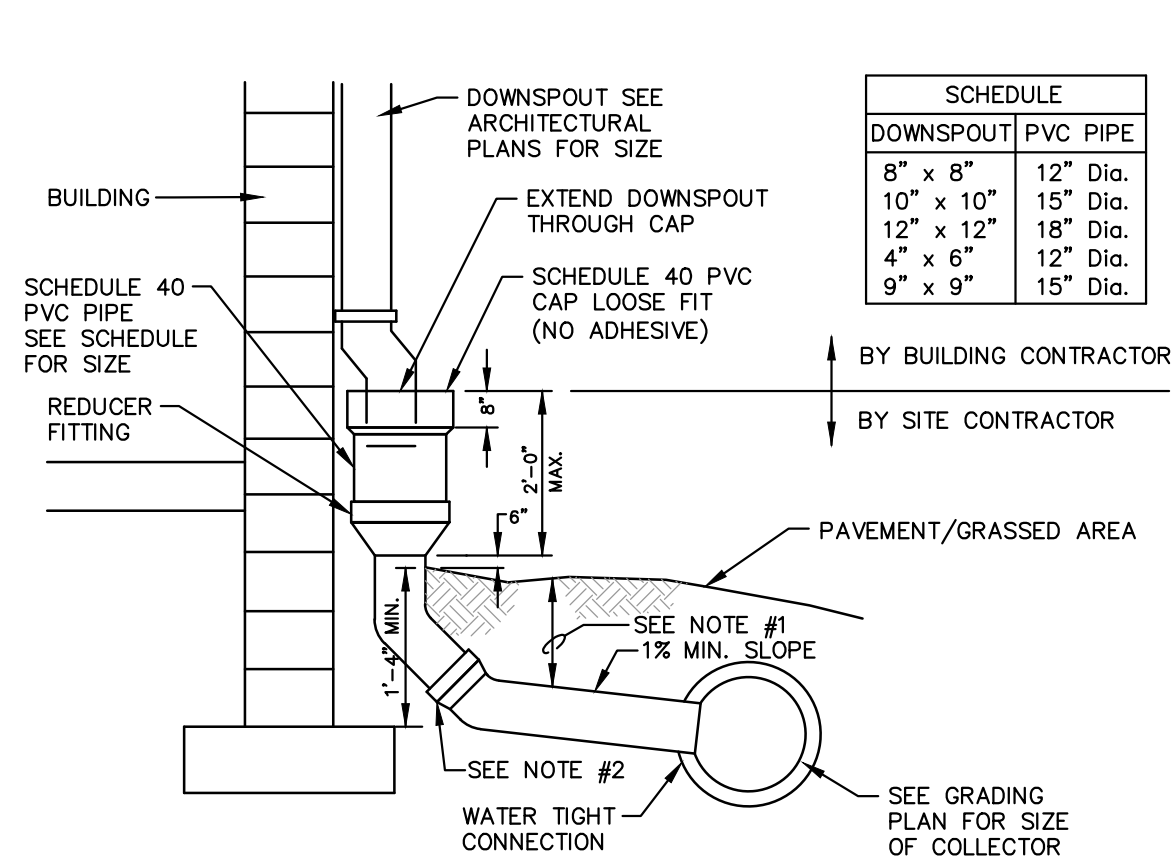 DOWNSPOUT SEE
ARCHITECTURAL
PLANS FOR SIZE
BUILDING
EXTEND DOWNSPOUT
THROUGH CAP
SCHEDULE 40
PVC PIPE
SEE SCHEDULE
FOR SIZE
SCHEDULE 40 PVC
CAP LOOSE FIT
(NO ADHESIVE)
REDUCER
FITTING
SCHEDULE
DOWNSPOUT PVC PIPE
8" x 8" 12" Dia.
10" x 10" 15" Dia.
12" x 12" 18" Dia.
4" x 6" 12" Dia.
9" x 9" 15" Dia.
BY BUILDING CONTRACTOR
BY SITE CONTRACTOR
8"
2'-0"
MAX.
6"
PAVEMENT/GRASSED AREA
1'-4" MIN.
SEE NOTE #1
1% MIN. SLOPE
SEE NOTE #2
WATER TIGHT
CONNECTION
SEE GRADING
PLAN FOR SIZE
OF COLLECTOR